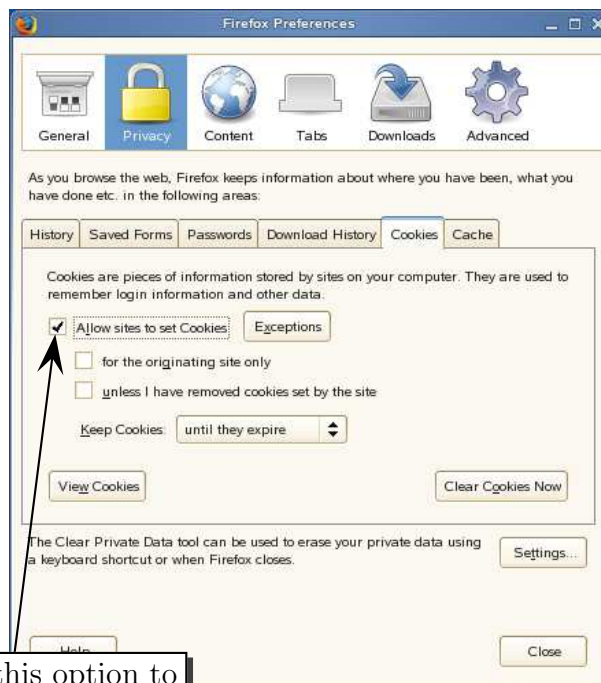 Firefox Preferences
General Privacy Content Tabs Downloads Advanced
As you browse the web, Firefox keeps information about where you have been, what you
have done etc. in the following areas:
History Saved Forms Passwords Download History Cookies Cache
Cookies are pieces of information stored by sites on your computer. They are used to
remember login information and other data.
Allow sites to set Cookies Exceptions
for the originating site only
unless I have removed cookies set by the site
Keep Cookies: until they expire
View Cookies Clear Cookies Now
The Clear Private Data tool can be used to erase your private data using
a keyboard shortcut or when Firefox closes.
Settings...
Help Close
this option to